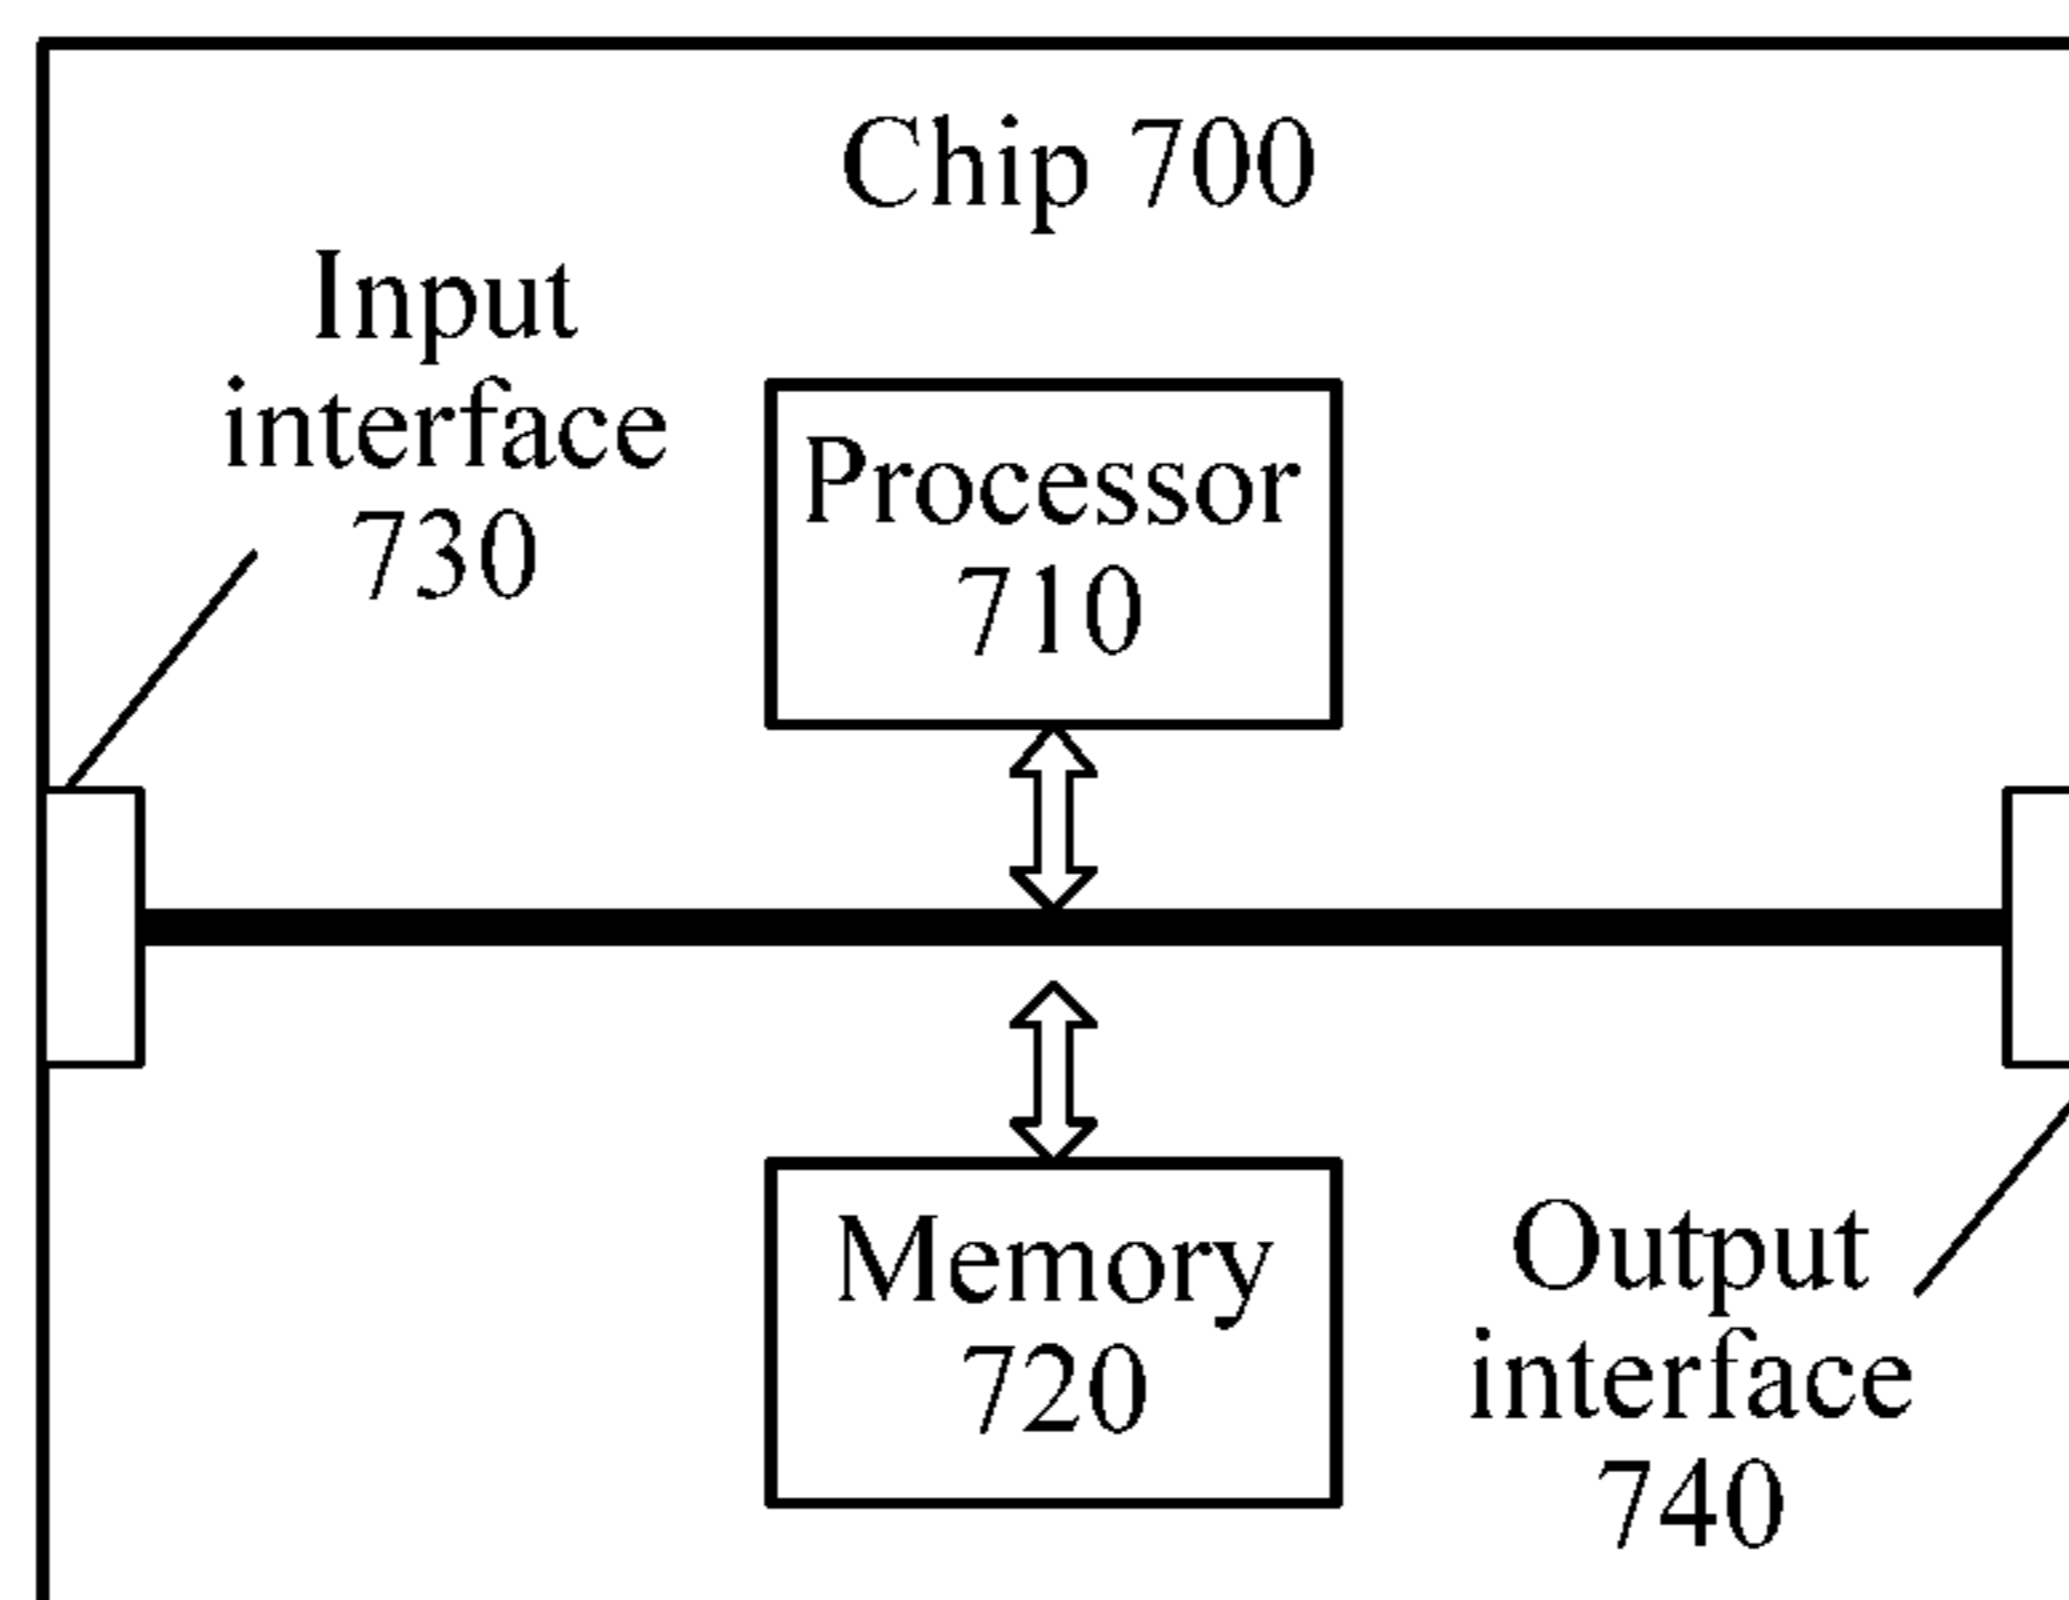 Chip 700
Input
interface
730
Processor
710
Memory
720
Output
interface
740